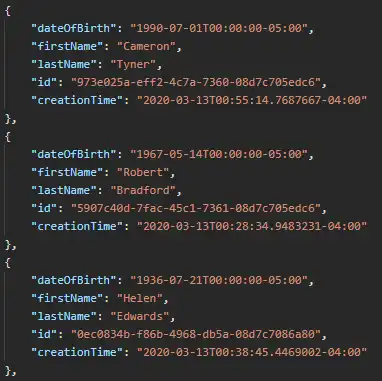 {
"dateOfBirth": "1990-07-01T00:00:00-05:00",
"firstName": "Cameron",
"lastName": "Tyner",
"id": "973e025a-eff2-4c7a-7360-08d7c705edc6",
"creationTime": "2020-03-13T00:55:14.7687667-04:00"
},
{
"dateOfBirth": "1967-05-14T00:00:00-05:00",
"firstName": "Robert",
"lastName": "Bradford",
"id": "5907c40d-7fac-45c1-7361-08d7c705edc6",
"creationTime": "2020-03-13T00:28:34.9483231-04:00"
},
{
"dateOfBirth": "1936-07-21T00:00:00-05:00",
"firstName": "Helen",
"lastName": "Edwards",
"id": "0ec0834b-f86b-4968-db5a-08d7c7086a80",
"creationTime": "2020-03-13T00:38:45.4469002-04:00"
},